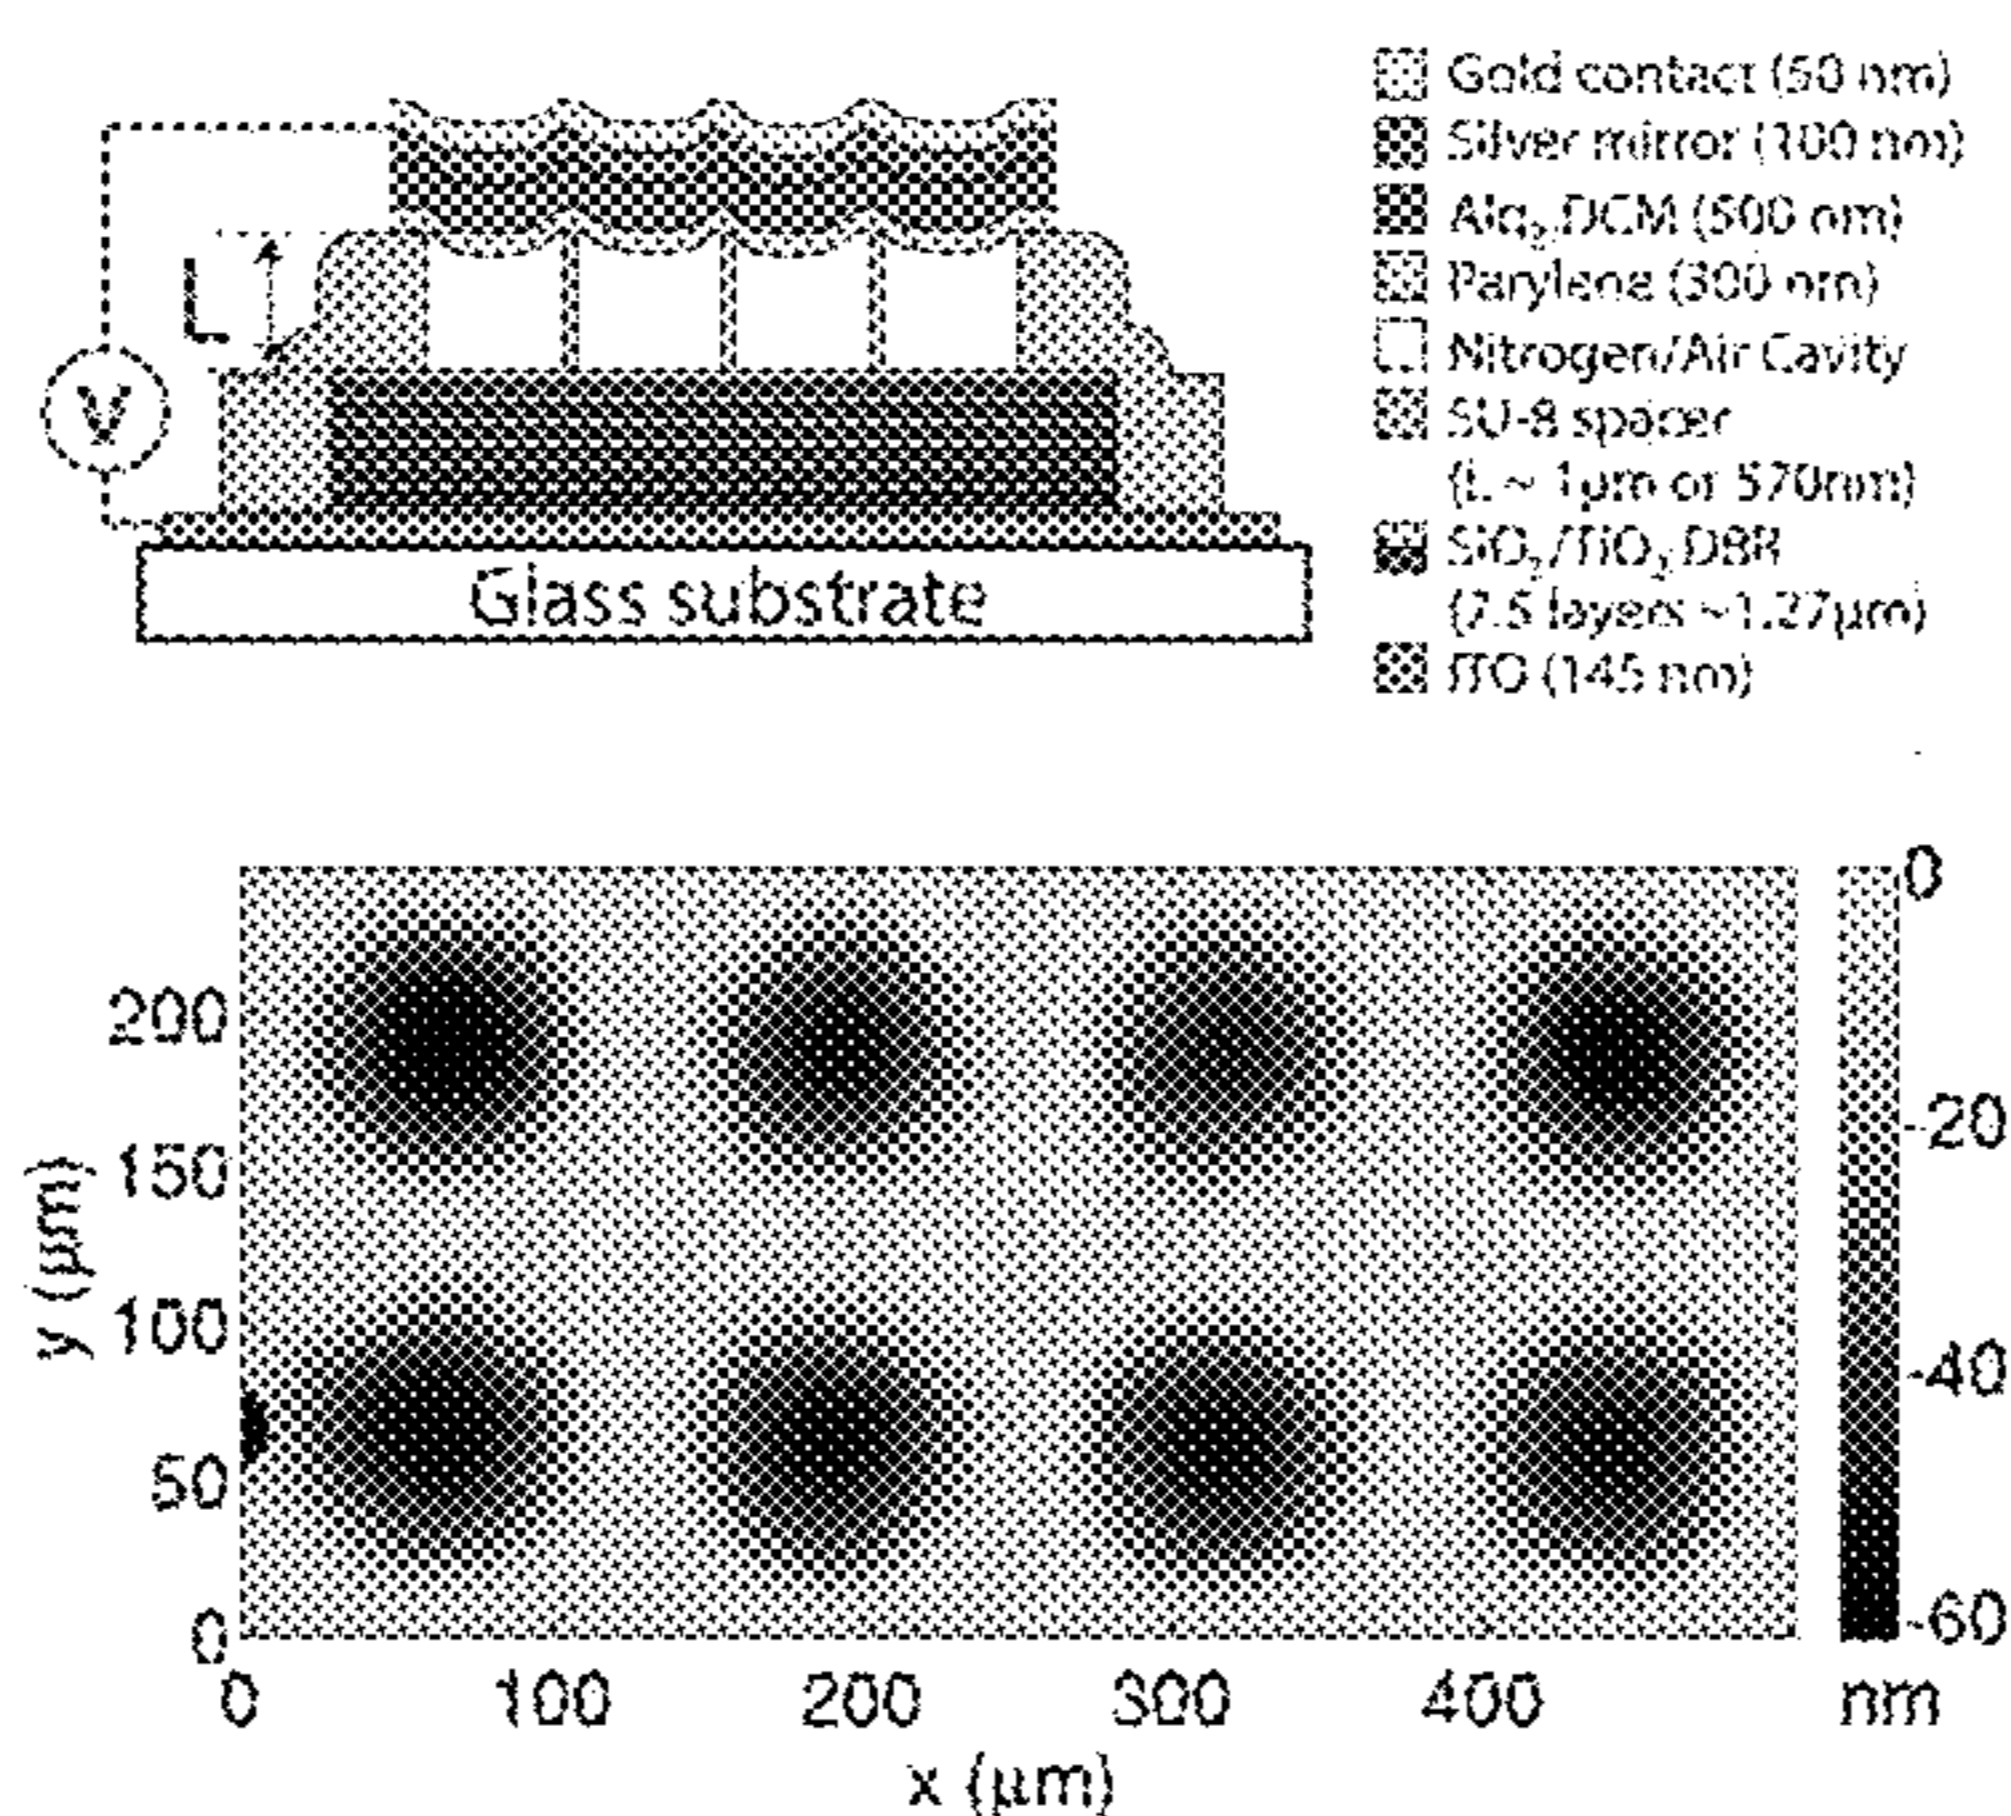 Gold contact (50 nm)
Silver mirror (100 nm)
Alq₃:DCM (500 nm)
Parylene (300 nm)
Nitrogen/Air Cavity
SU-8 spacer
(L ~ 1μm or 570nm)
SiO₂/TiO₂ DBR
(7.5 layers ~1.27μm)
ITO (145 nm)
L
V
Glass substrate
y (μm)
200
150
100
50
0
0
100
200
300
400
x (μm)
0
-20
-40
-60
nm